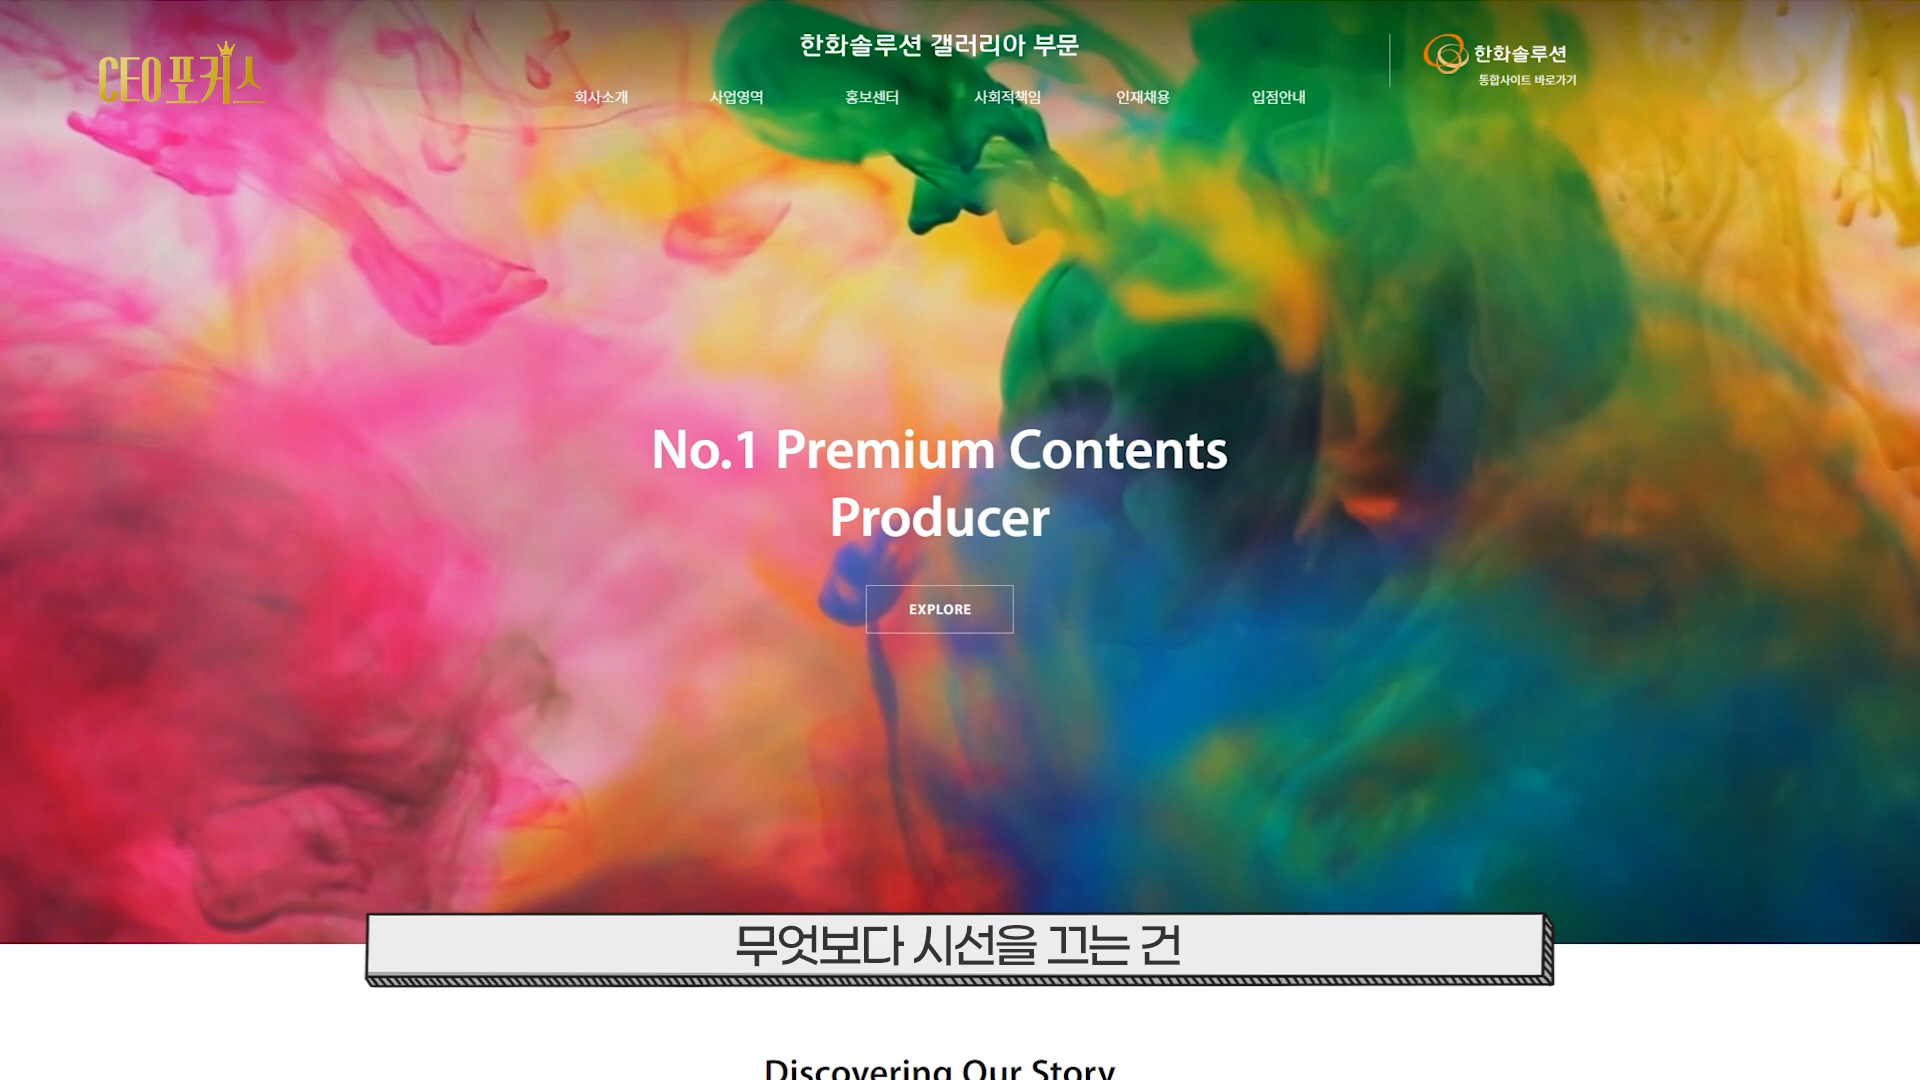 CEO포커스
한화솔루션 갤러리아 부문
회사소개 사업영역 홍보센터 사회적책임 인재채용 입점안내
한화솔루션
통합사이트 바로가기
No.1 Premium Contents
Producer
EXPLORE
무엇보다 시선을 끄는 건
Discovering Our Story